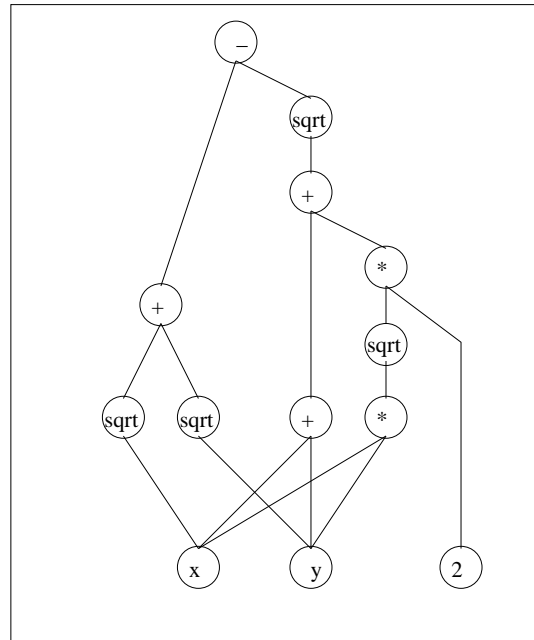 −
sqrt
+
*
+
sqrt
sqrt sqrt + *
x y 2